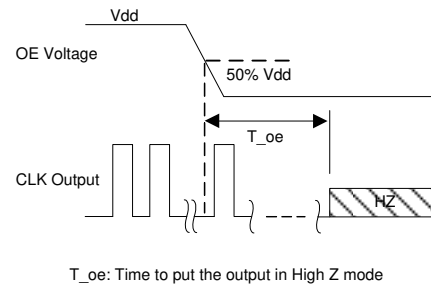 Vdd
OE Voltage
50% Vdd
T_oe
CLK Output
HZ
T_oe: Time to put the output in High Z mode